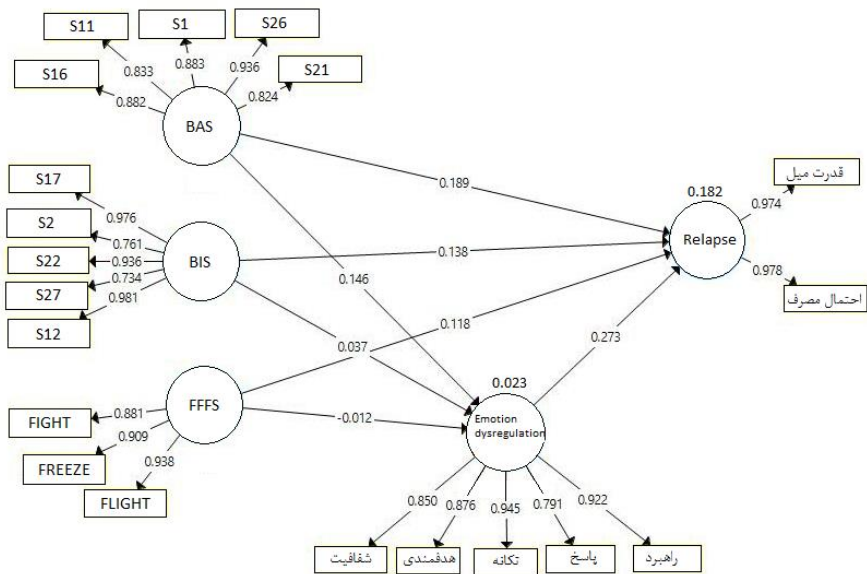 S11
S1
S26
S16
S21
0.833
0.883
0.936
0.882
0.824
BAS
S17
S2
S22
S27
S12
0.976
0.761
0.936
0.734
0.981
BIS
FIGHT
FREEZE
FLIGHT
0.881
0.909
0.938
FFFS
0.189
0.138
0.146
0.118
0.037
-0.012
0.273
0.182
Relapse
0.974
0.978
قدرت میل
احتمال مصرف
0.023
Emotion
dysregulation
0.850
0.876
0.945
0.791
0.922
شفافیت
هدفمندی
تکانه
پاسخ
راهبرد